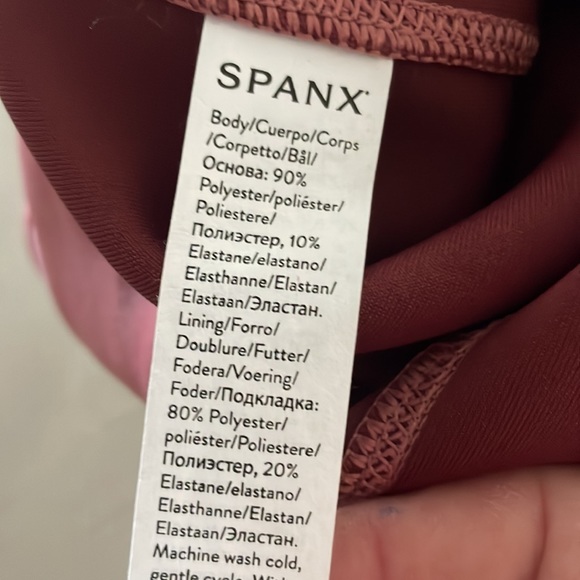 SPANX
Body/Cuerpo/Corps
/Corpetto/Bål/
Основа: 90%
Polyester/poliéster/
Poliestere/
Полиэстер, 10%
Elastane/elastano/
Elasthanne/Elastan/
Elastaan/Эластан.
Lining/Forro/
Doublure/Futter/
Fodera/Voering/
Foder/Подкладка:
80% Polyester/
poliéster/Poliestere/
Полиэстер, 20%
Elastane/elastano/
Elasthanne/Elastan/
Elastaan/Эластан.
Machine wash cold,
gentle cycle.